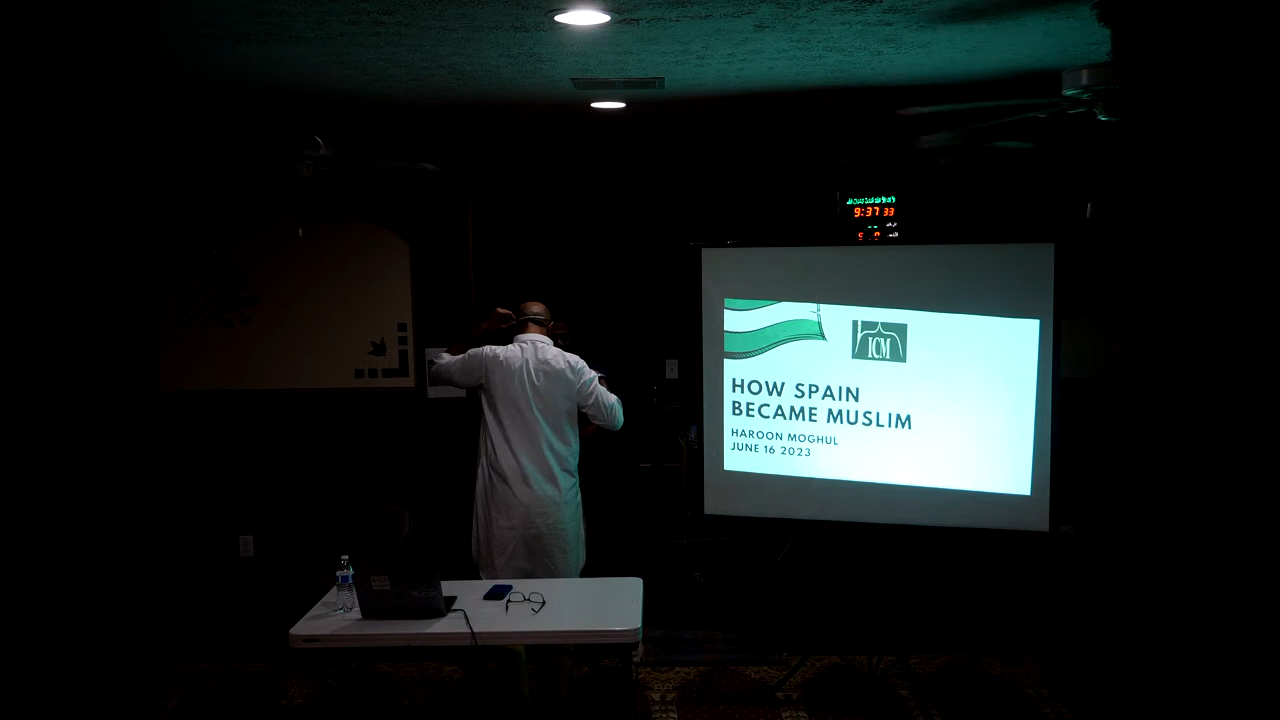 9:37 33
ICM
HOW SPAIN
BECAME MUSLIM
HAROON MOGHUL
JUNE 16 2023